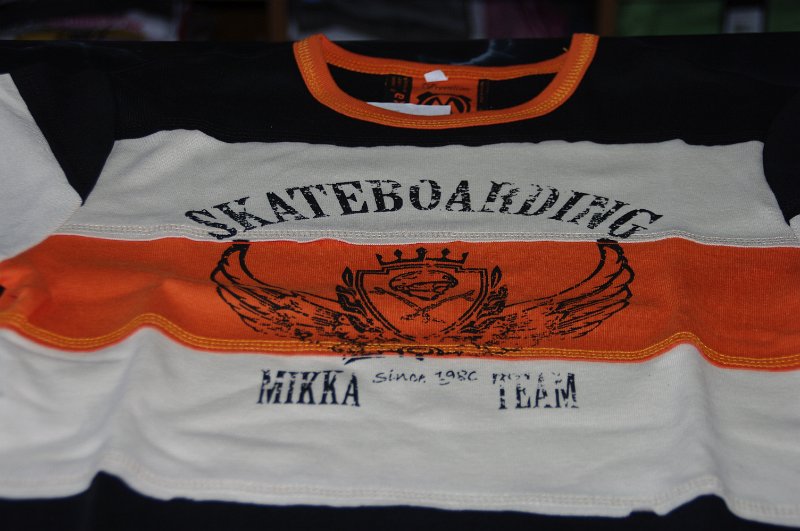 SKATEBOARDING
MIKKA since 1980 TEAM